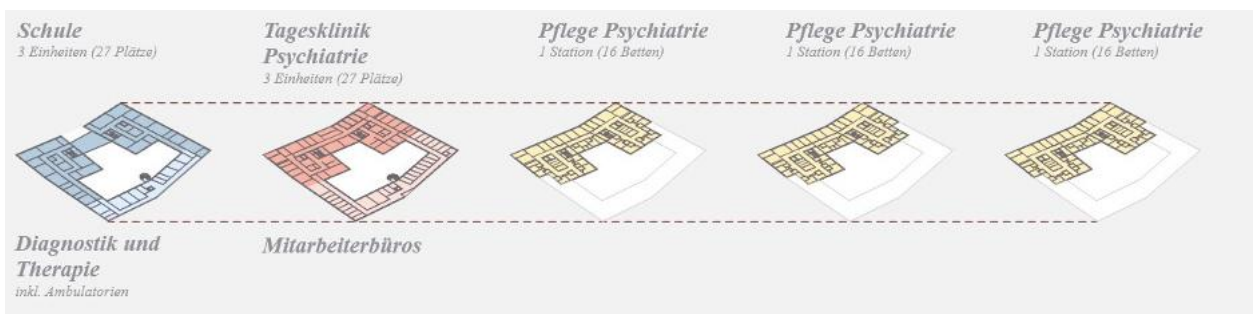 Schule
3 Einheiten (27 Plätze)
Tagesklinik
Psychiatrie
3 Einheiten (27 Plätze)
Pflege Psychiatrie
1 Station (16 Betten)
Pflege Psychiatrie
1 Station (16 Betten)
Pflege Psychiatrie
1 Station (16 Betten)
Diagnostik und
Therapie
inkl. Ambulatorien
Mitarbeiterbüros